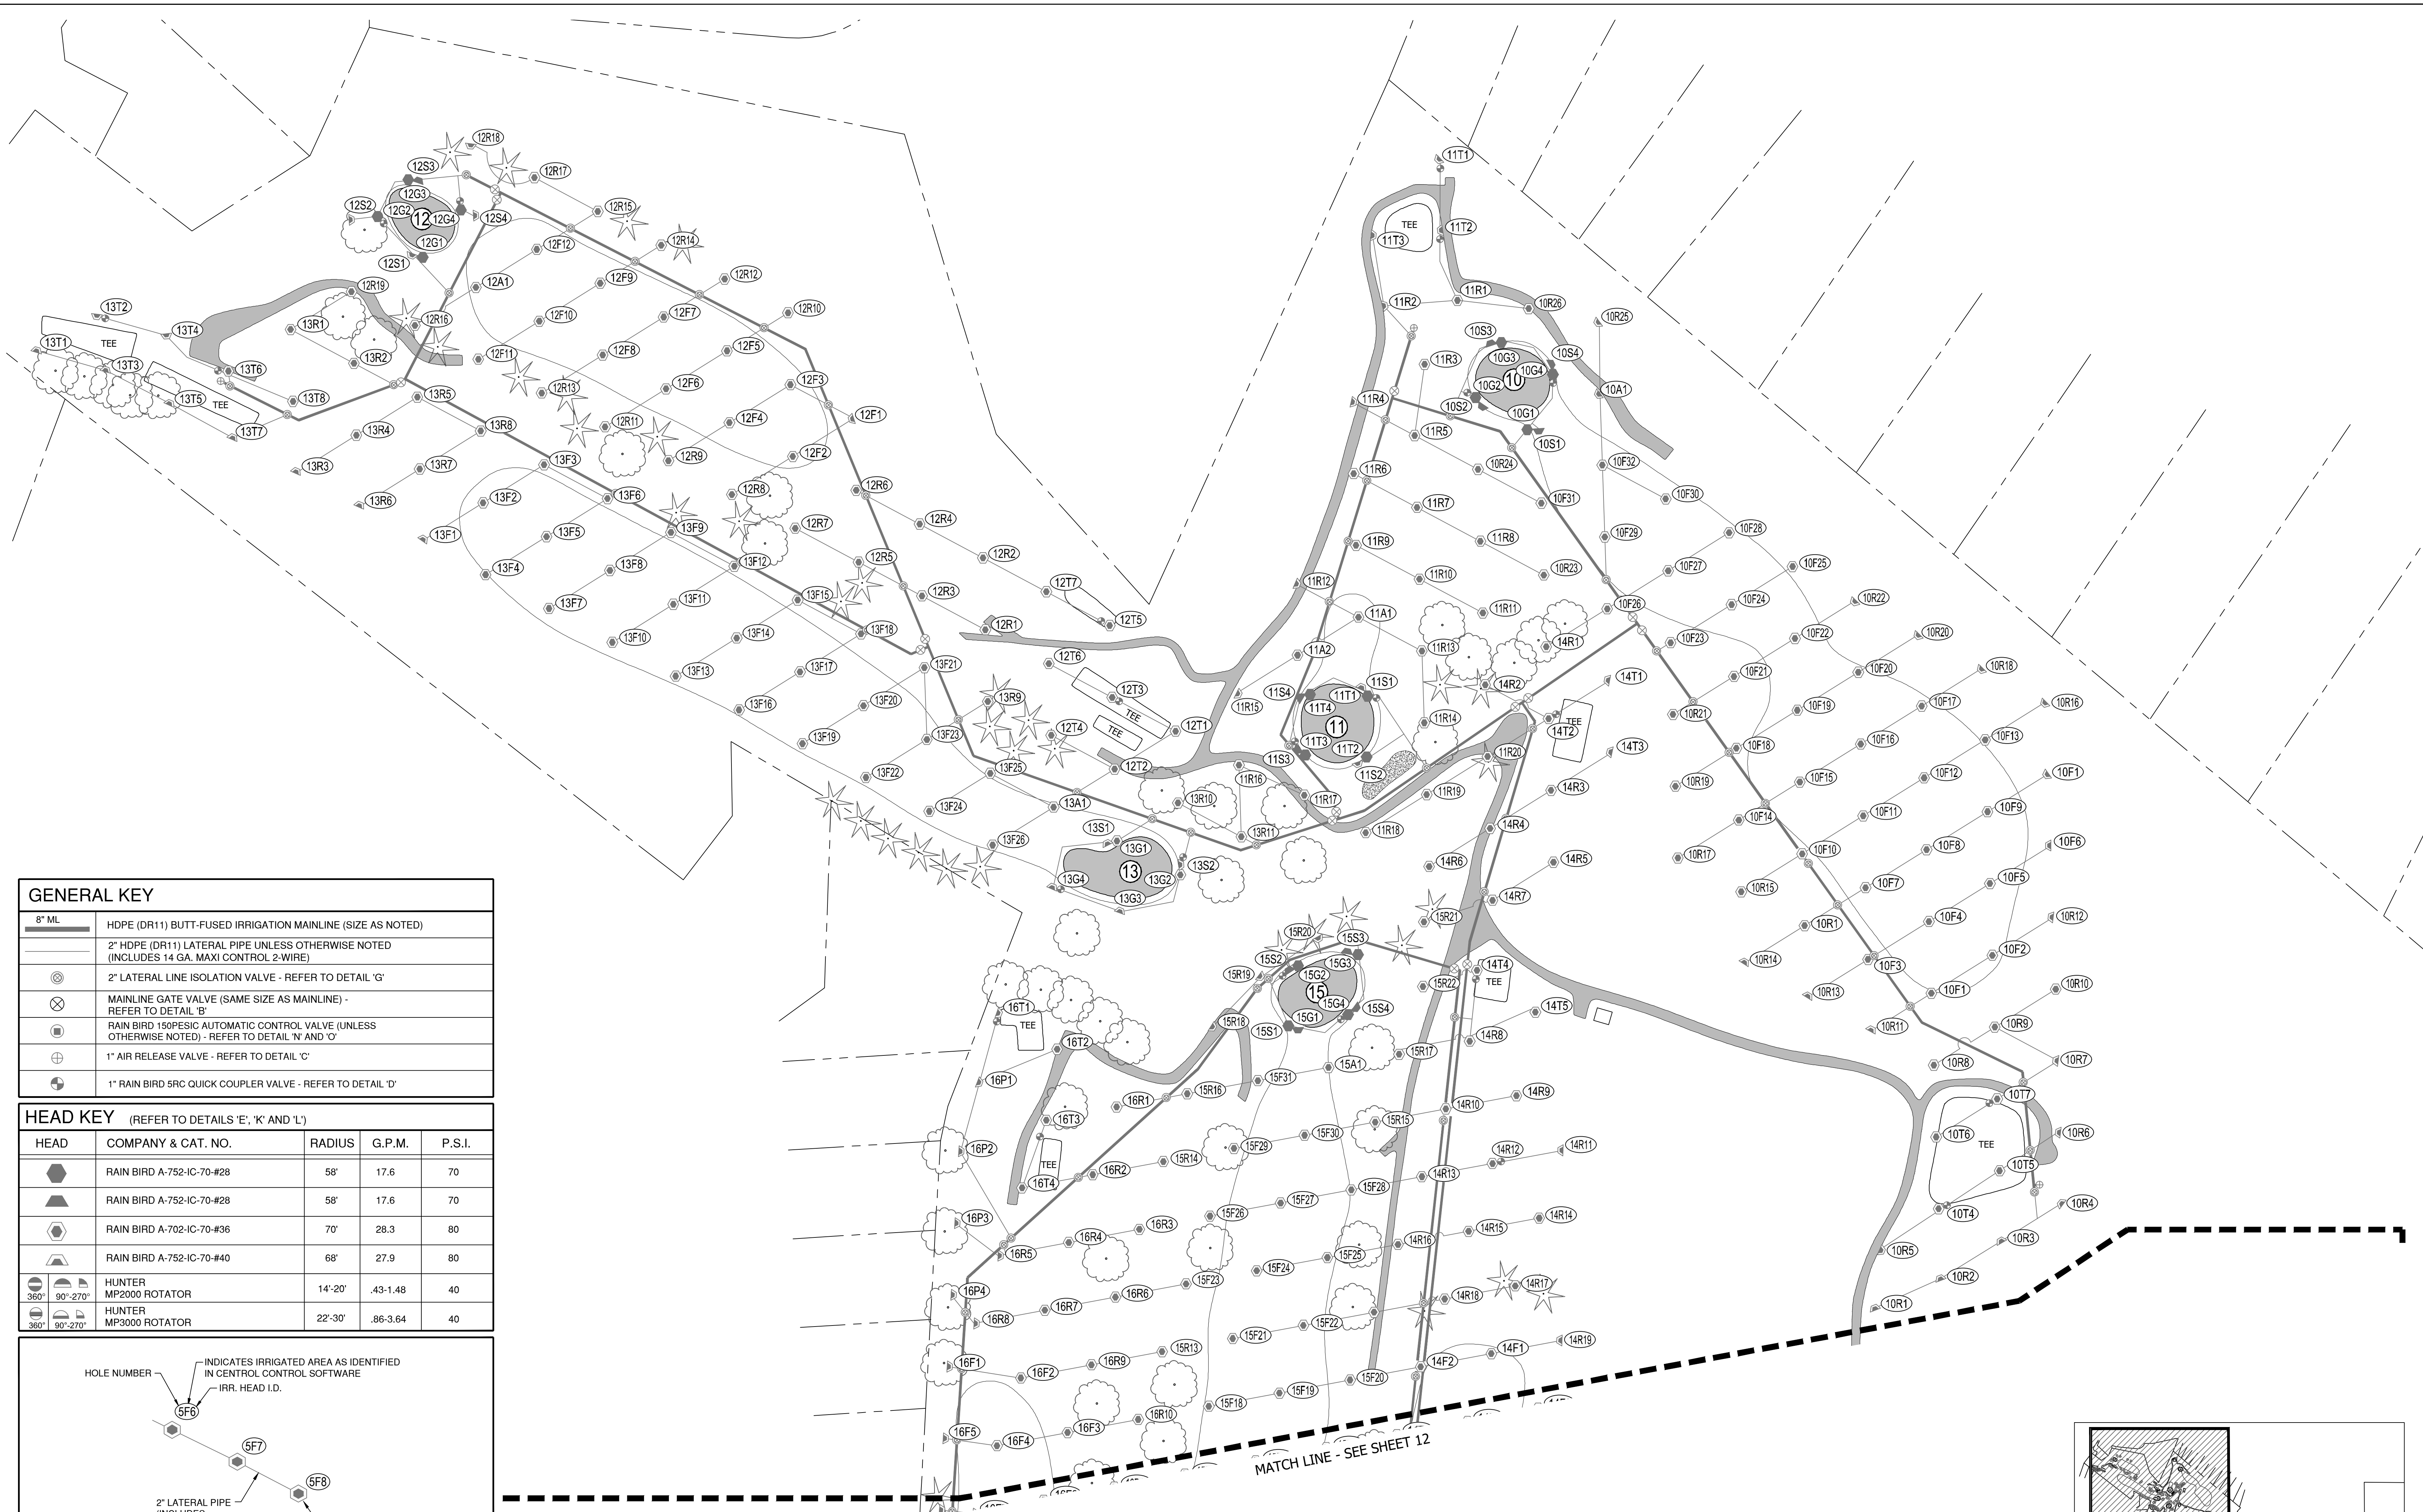 12R18
12R17
12S3
12G3
12S2
12G2
12
12G4
12S4
12G1
12S1
12R15
12R14
12F12
12F9
12R12
12A1
12R19
12F10
12F7
12R10
12R16
12F11
12F8
12F5
12R13
12F6
12F3
12R11
12F4
12F1
12R9
12F2
12R8
12R6
12R7
12R4
12R5
12R2
12R3
12T7
12R1
12T5
12T6
12T3
TEE
TEE
12T1
12T4
12T2
13T2
13T4
13T1
TEE
13T3
13T5
TEE
13T6
13T8
13T7
13R1
13R2
13R5
13R4
13R3
13R8
13R7
13R6
13F3
13F2
13F1
13F6
13F5
13F4
13F9
13F8
13F7
13F12
13F11
13F10
13F15
13F14
13F13
13F18
13F17
13F16
13F21
13F20
13F19
13R9
13F23
13F22
13F25
13F24
13A1
13F26
13R10
13R11
13S1
13G1
13
13G2
13S2
13G4
13G3
11T1
11T2
TEE
11T3
11R1
11R2
11R3
11R4
11R5
11R6
11R7
11R8
11R9
11R10
11R11
11R12
11A1
11A2
11R13
11R15
11S4
11T1
11S1
11T4
11
11T3
11T2
11S3
11S2
11R14
11R16
11R17
11R20
11R19
11R18
10R26
10R25
10S3
10G3
10S4
10G4
10G2
10
10S2
10G1
10S1
10A1
10R24
10F31
10F32
10F30
10F29
10F28
10R23
10F27
10F25
10F26
10F24
10R22
10F23
10F22
10R20
10F21
10F20
10R18
10R21
10F19
10F17
10R16
10F18
10F16
10F13
10R19
10F15
10F12
10F1
10F14
10F11
10F9
10R17
10F10
10F8
10F6
10R15
10F7
10F5
10R1
10F4
10R12
10R14
10F3
10F2
10R13
10F1
10R10
10R11
10R9
10R8
10R7
10T7
10T6
TEE
10R6
10T5
10T4
10R4
10R5
10R3
10R2
10R1
14R1
14R2
14T1
TEE
14T2
14T3
14R3
14R4
14R5
14R6
14R7
14T4
TEE
14T5
14R8
14R9
14R10
14R12
14R11
14R13
14R14
14R15
14R16
14R17
14R18
14F1
14R19
14F2
15R21
15R20
15S3
15S2
15G3
15R19
15G2
15
15G4
15G1
15S4
15S1
15R22
15R18
15R17
15A1
15F31
15R16
15R15
15F30
15F29
15R14
15F28
15F27
15F26
15F25
15F24
15F23
15F22
15F21
15R13
15F20
15F19
15F18
16T1
TEE
16T2
16P1
16R1
16T3
16P2
TEE
16T4
16R2
16P3
16R3
16R4
16R5
16P4
16R6
16R7
16R8
16F1
16R9
16F2
16R10
16F3
16F4
16F5
MATCH LINE - SEE SHEET 12
GENERAL KEY
8" ML
HDPE (DR11) BUTT-FUSED IRRIGATION MAINLINE (SIZE AS NOTED)
2" HDPE (DR11) LATERAL PIPE UNLESS OTHERWISE NOTED
(INCLUDES 14 GA. MAXI CONTROL 2-WIRE)
2" LATERAL LINE ISOLATION VALVE - REFER TO DETAIL 'G'
MAINLINE GATE VALVE (SAME SIZE AS MAINLINE) -
REFER TO DETAIL 'B'
RAIN BIRD 150PESIC AUTOMATIC CONTROL VALVE (UNLESS
OTHERWISE NOTED) - REFER TO DETAIL 'N' AND 'O'
1" AIR RELEASE VALVE - REFER TO DETAIL 'C'
1" RAIN BIRD 5RC QUICK COUPLER VALVE - REFER TO DETAIL 'D'
HEAD KEY (REFER TO DETAILS 'E', 'K' AND 'L')
HEAD COMPANY & CAT. NO. RADIUS G.P.M. P.S.I.
RAIN BIRD A-752-IC-70-#28 58' 17.6 70
RAIN BIRD A-752-IC-70-#28 58' 17.6 70
RAIN BIRD A-702-IC-70-#36 70' 28.3 80
RAIN BIRD A-752-IC-70-#40 68' 27.9 80
360° 90°-270° HUNTER
MP2000 ROTATOR 14'-20' .43-1.48 40
360° 90°-270° HUNTER
MP3000 ROTATOR 22'-30' .86-3.64 40
HOLE NUMBER
INDICATES IRRIGATED AREA AS IDENTIFIED
IN CENTROL CONTROL SOFTWARE
IRR. HEAD I.D.
5F6
5F7
5F8
2" LATERAL PIPE